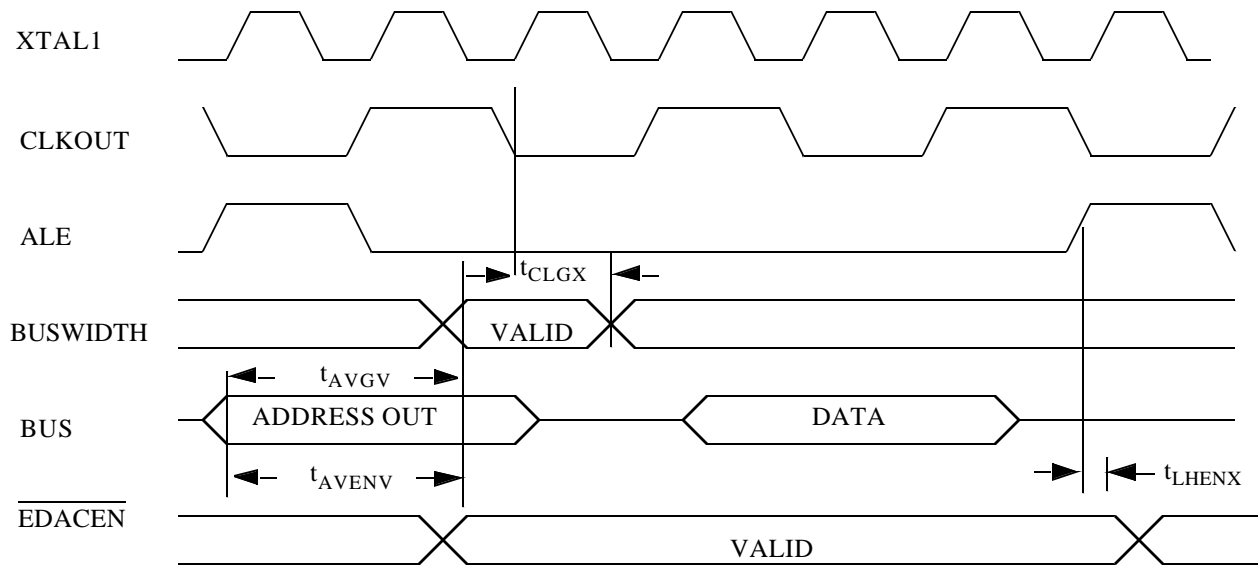 XTAL1
CLKOUT
ALE
tCLGX
BUSWIDTH
VALID
tAVGV
BUS
ADDRESS OUT
DATA
tAVENV
tLHENX
EDACEN
VALID